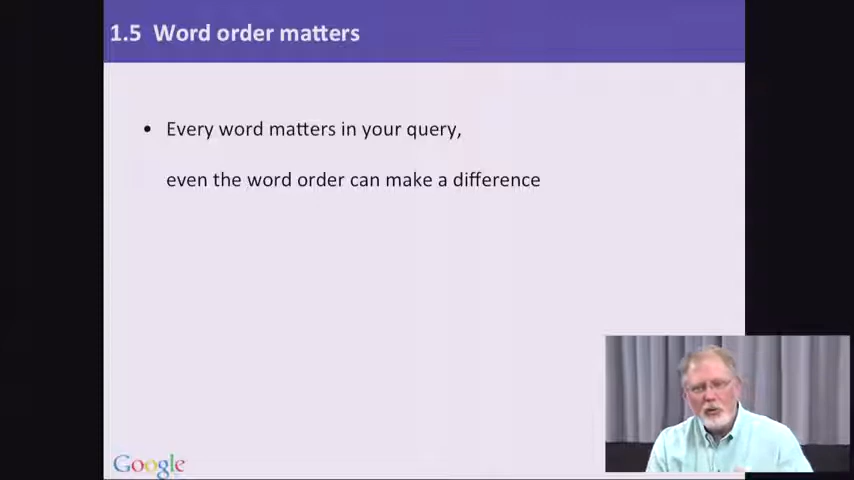 1.5 Word order matters
• Every word matters in your query,
even the word order can make a difference
Google